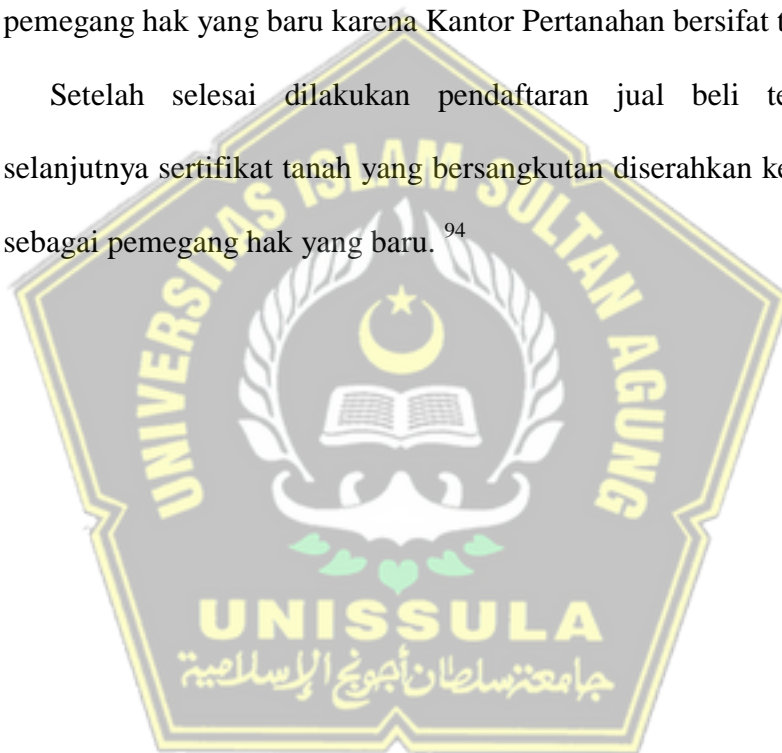 pemegang hak yang baru karena Kantor Pertanahan bersifat
Setelah selesai dilakukan pendaftaran jual beli
selanjutnya sertifikat tanah yang bersangkutan diserahkan
sebagai pemegang hak yang baru. 94
UNIVERSITAS ISLAM SULTAN AGUNG
UNISSULA
جامعة سلطان أجونج الإسلامية